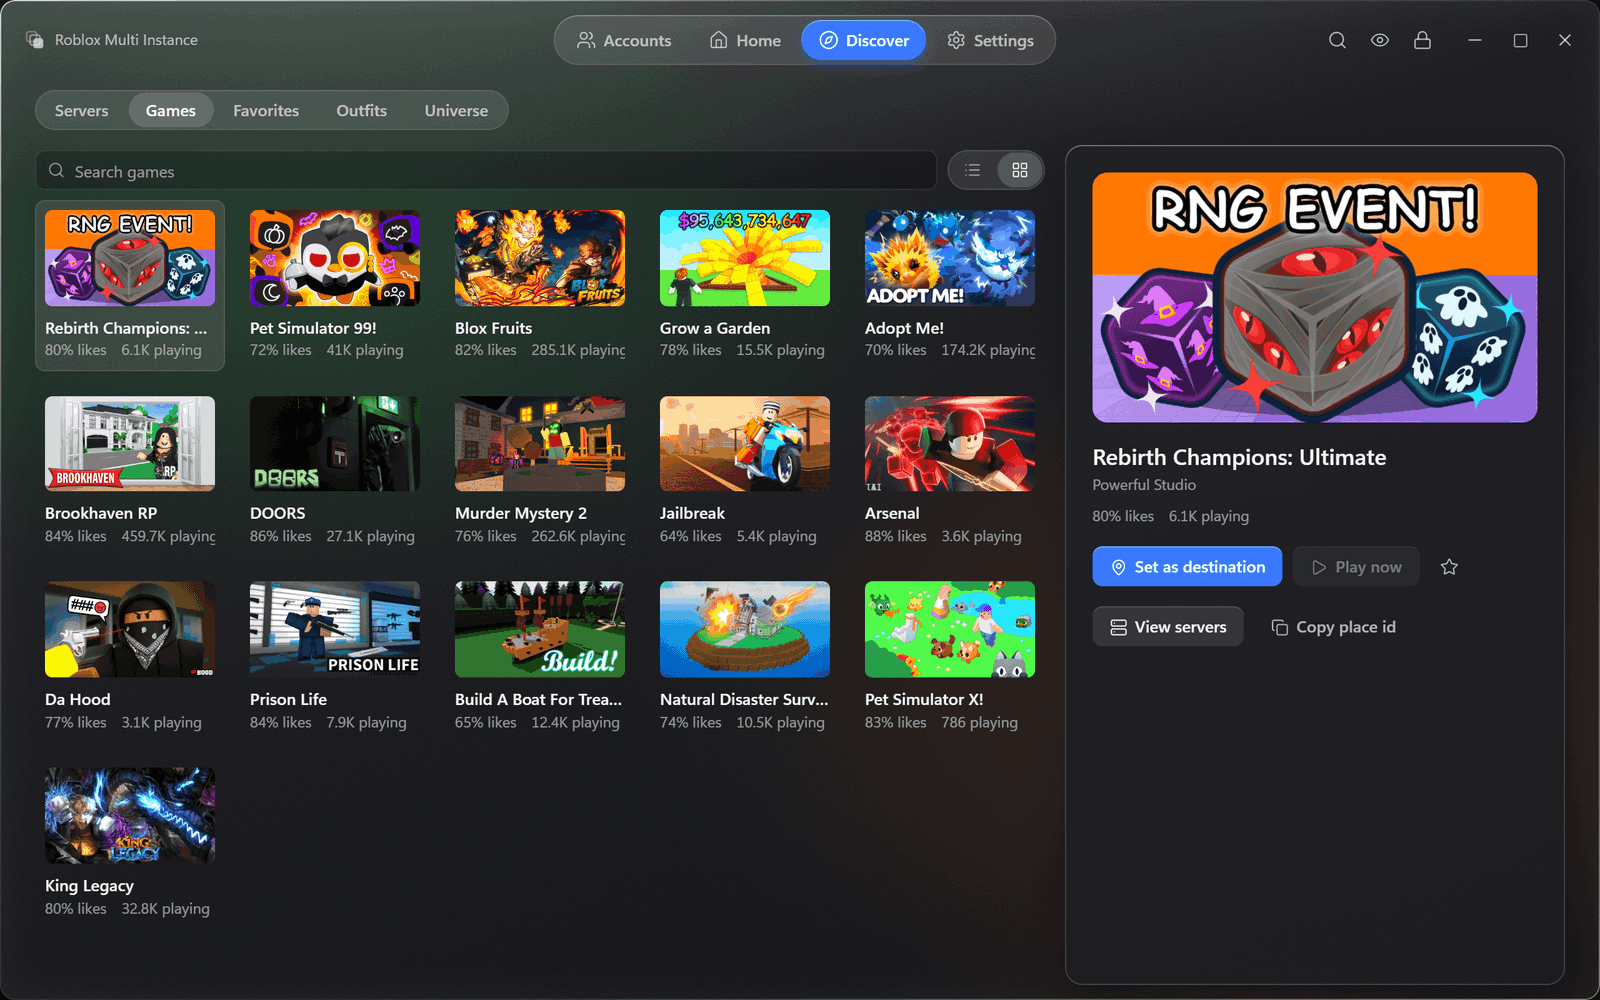 Roblox Multi Instance
Accounts
Home
Discover
Settings
Servers
Games
Favorites
Outfits
Universe
Search games
RNG EVENT!
$95,643,734,647
BLOX FRUITS
ADOPT ME!
Rebirth Champions: ...
80% likes 6.1K playing
Pet Simulator 99!
72% likes 41K playing
Blox Fruits
82% likes 285.1K playing
Grow a Garden
78% likes 15.5K playing
Adopt Me!
70% likes 174.2K playing
BROOKHAVEN RP
DOORS
Brookhaven RP
84% likes 459.7K playing
DOORS
86% likes 27.1K playing
Murder Mystery 2
76% likes 262.6K playing
Jailbreak
64% likes 5.4K playing
Arsenal
88% likes 3.6K playing
###
HOOD
PRISON LIFE
Build!
Da Hood
77% likes 3.1K playing
Prison Life
84% likes 7.9K playing
Build A Boat For Trea...
65% likes 12.4K playing
Natural Disaster Surv...
74% likes 10.5K playing
Pet Simulator X!
83% likes 786 playing
KING LEGACY
King Legacy
80% likes 32.8K playing
RNG EVENT!
Rebirth Champions: Ultimate
Powerful Studio
80% likes 6.1K playing
Set as destination
Play now
View servers
Copy place id